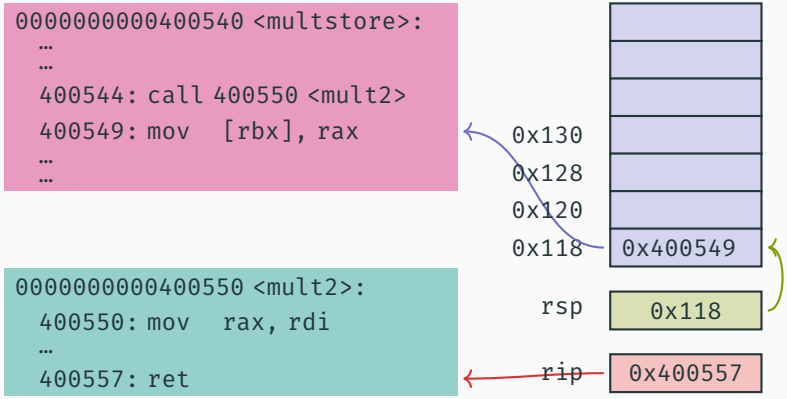 0000000000400540 <multstore>:
…
…
400544: call 400550 <mult2>
400549: mov [rbx], rax
…
…
0000000000400550 <mult2>:
400550: mov rax, rdi
…
400557: ret
0x130
0x128
0x120
0x118 0x400549
rsp 0x118
rip 0x400557